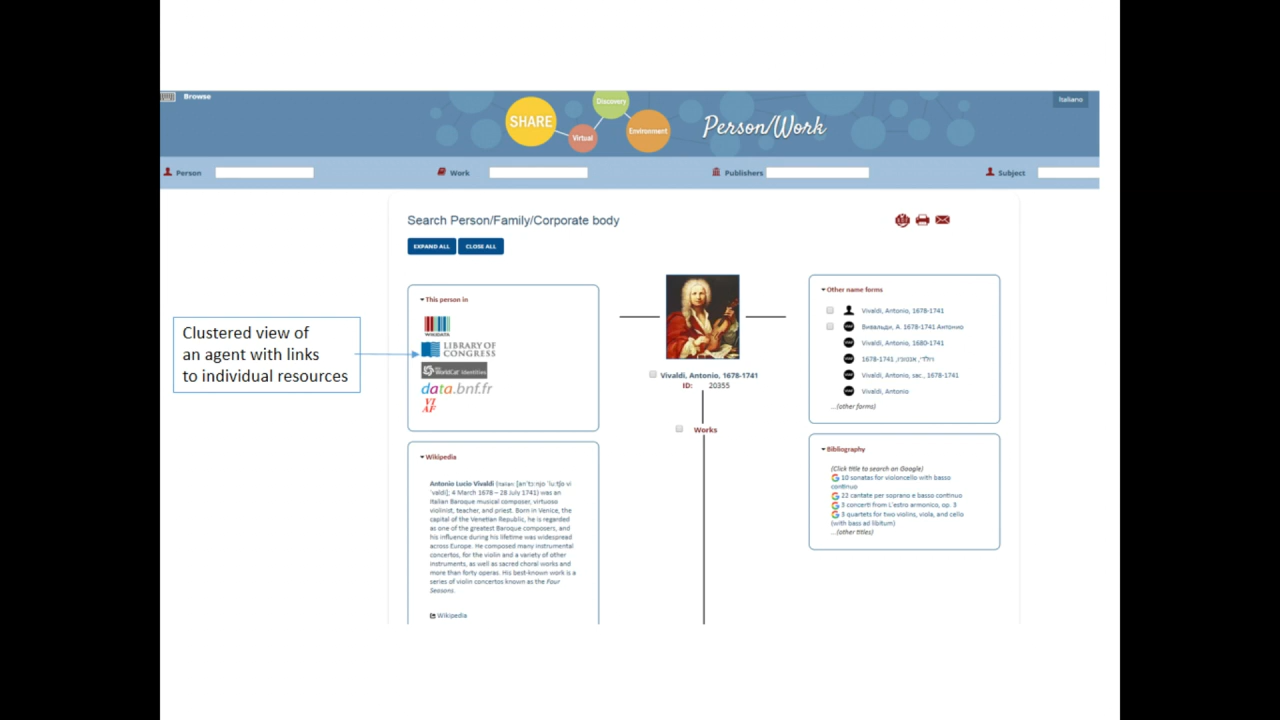 Browse
SHARE
Virtual
Discovery
Environment
Person/Work
Italiano
Person
Work
Publishers
Subject
Search Person/Family/Corporate body
EXPAND ALL
CLOSE ALL
Clustered view of
an agent with links
to individual resources
This person in
WIKIDATA
LIBRARY OF
CONGRESS
WorldCat Identities
data.bnf.fr
VIAF
Wikipedia
Antonio Lucio Vivaldi
4 March 1678 – 28 July 1741) was an
Italian Baroque musical composer, virtuoso
violinist, teacher, and priest. Born in Venice, the
capital of the Venetian Republic, he is regarded
as one of the greatest Baroque composers, and
his influence during his lifetime was widespread
across Europe. He composed many instrumental
concertos, for the violin and a variety of other
instruments, as well as sacred choral works and
more than forty operas. His best-known work is a
series of violin concertos known as the Four
Seasons.
Wikipedia
Vivaldi, Antonio, 1678-1741
ID: 20355
Works
Other name forms
Vivaldi, Antonio, 1678-1741
Вивальди, А. 1678-1741 Антонио
Vivaldi, Antonio, 1680-1741
1678-1741 ,ויולדי, אנטוניו
Vivaldi, Antonio, sac., 1678-1741
Vivaldi, Antonio
...(other forms)
Bibliography
(Click title to search on Google)
10 sonatas for violoncello with basso
continuo
22 cantate per soprano e basso continuo
3 concerti from L'estro armonico, op. 3
3 quartets for two violins, viola, and cello
(with bass ad libitum)
...(other titles)